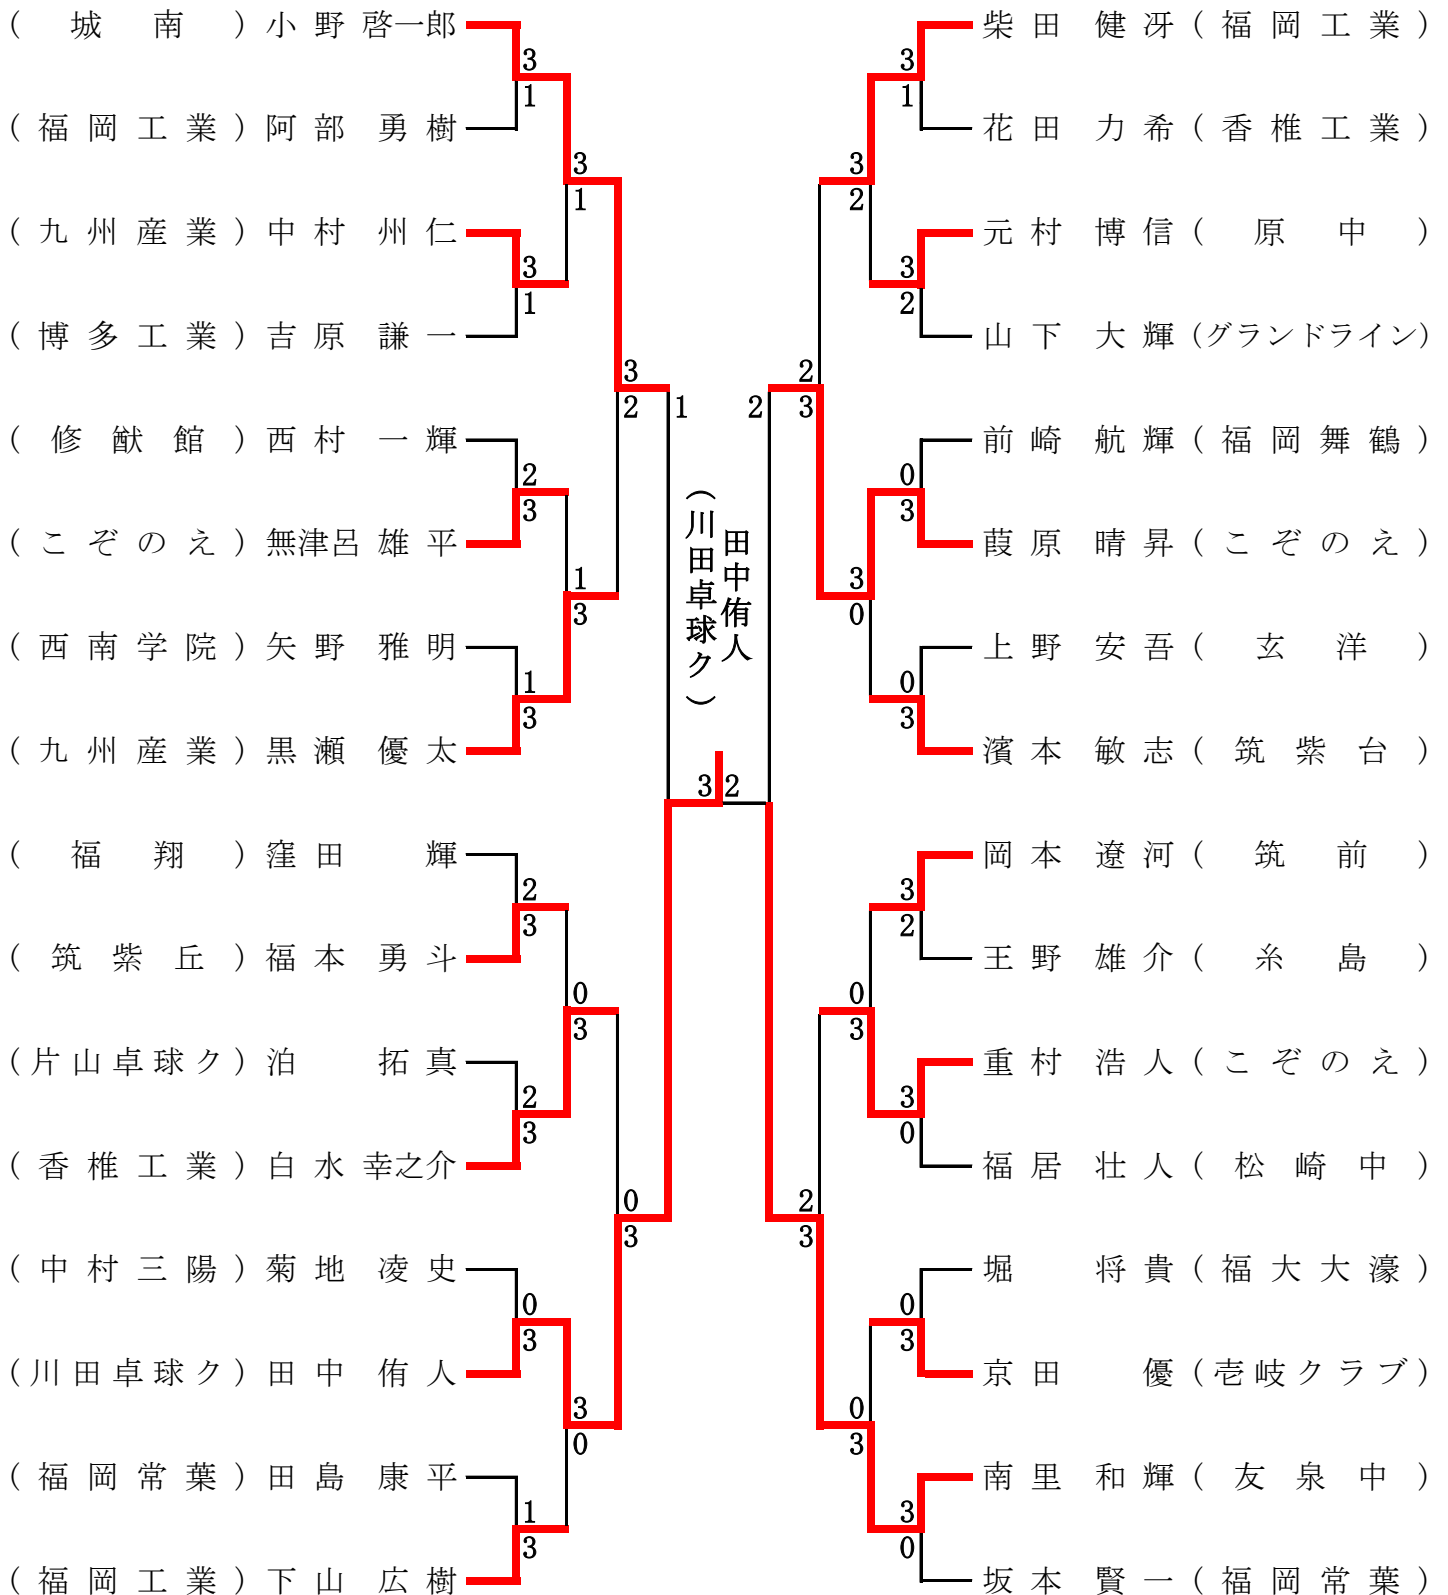 (城南)小野啓一郎
3
1
(福岡工業)阿部勇樹
3
1
(九州産業)中村州仁
3
1
(博多工業)吉原謙一
3
2
1
(修猷館)西村一輝
2
3
(こぞのえ)無津呂雄平
1
3
(西南学院)矢野雅明
1
3
(九州産業)黒瀬優太
(福翔)窪田輝
2
3
(筑紫丘)福本勇斗
0
3
(片山卓球ク)泊拓真
2
3
(香椎工業)白水幸之介
0
3
(中村三陽)菊地凌史
0
3
(川田卓球ク)田中侑人
3
0
(福岡常葉)田島康平
1
3
(福岡工業)下山広樹
田中侑人
(川田卓球ク)
3 2
柴田健冴(福岡工業)
3
1
花田力希(香椎工業)
3
2
元村博信(原中)
3
2
山下大輝(グランドライン)
2
3
2
前崎航輝(福岡舞鶴)
0
3
葭原晴昇(こぞのえ)
3
0
上野安吾(玄洋)
0
3
濱本敏志(筑紫台)
岡本遼河(筑前)
3
2
王野雄介(糸島)
0
3
重村浩人(こぞのえ)
3
0
福居壮人(松崎中)
2
3
堀将貴(福大大濠)
0
3
京田優(壱岐クラブ)
0
3
南里和輝(友泉中)
3
0
坂本賢一(福岡常葉)